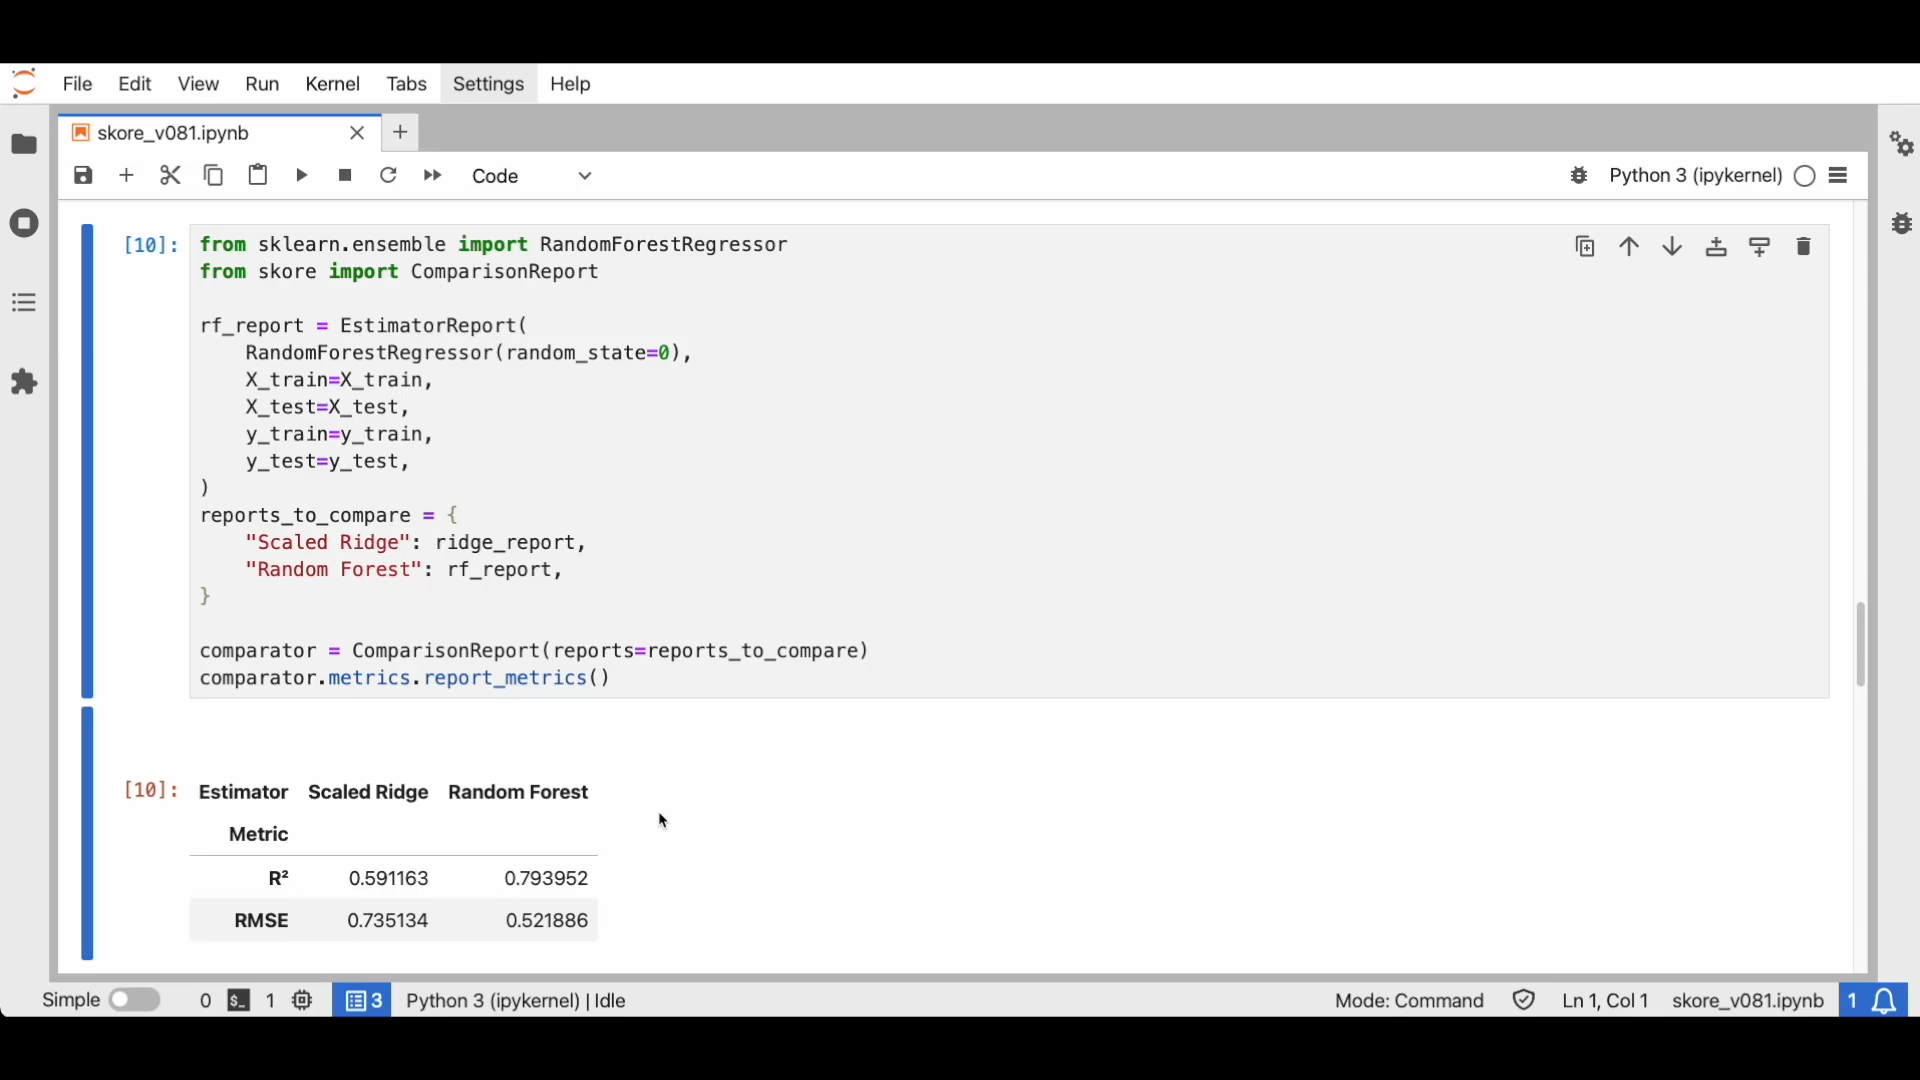 File Edit View Run Kernel Tabs Settings Help
skore_v081.ipynb
Code
Python 3 (ipykernel)
[10]:
from sklearn.ensemble import RandomForestRegressor
from skore import ComparisonReport
rf_report = EstimatorReport(
    RandomForestRegressor(random_state=0),
    X_train=X_train,
    X_test=X_test,
    y_train=y_train,
    y_test=y_test,
)
reports_to_compare = {
    "Scaled Ridge": ridge_report,
    "Random Forest": rf_report,
}
comparator = ComparisonReport(reports=reports_to_compare)
comparator.metrics.report_metrics()
[10]:
Estimator Scaled Ridge Random Forest
Metric
R² 0.591163 0.793952
RMSE 0.735134 0.521886
Simple 0 $_ 1 3 Python 3 (ipykernel) | Idle Mode: Command Ln 1, Col 1 skore_v081.ipynb 1